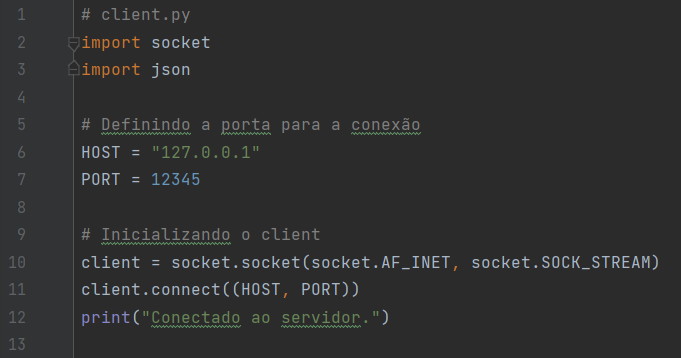 1 # client.py
2 import socket
3 import json
4
5 # Definindo a porta para a conexão
6 HOST = "127.0.0.1"
7 PORT = 12345
8
9 # Inicializando o client
10 client = socket.socket(socket.AF_INET, socket.SOCK_STREAM)
11 client.connect((HOST, PORT))
12 print("Conectado ao servidor.")
13